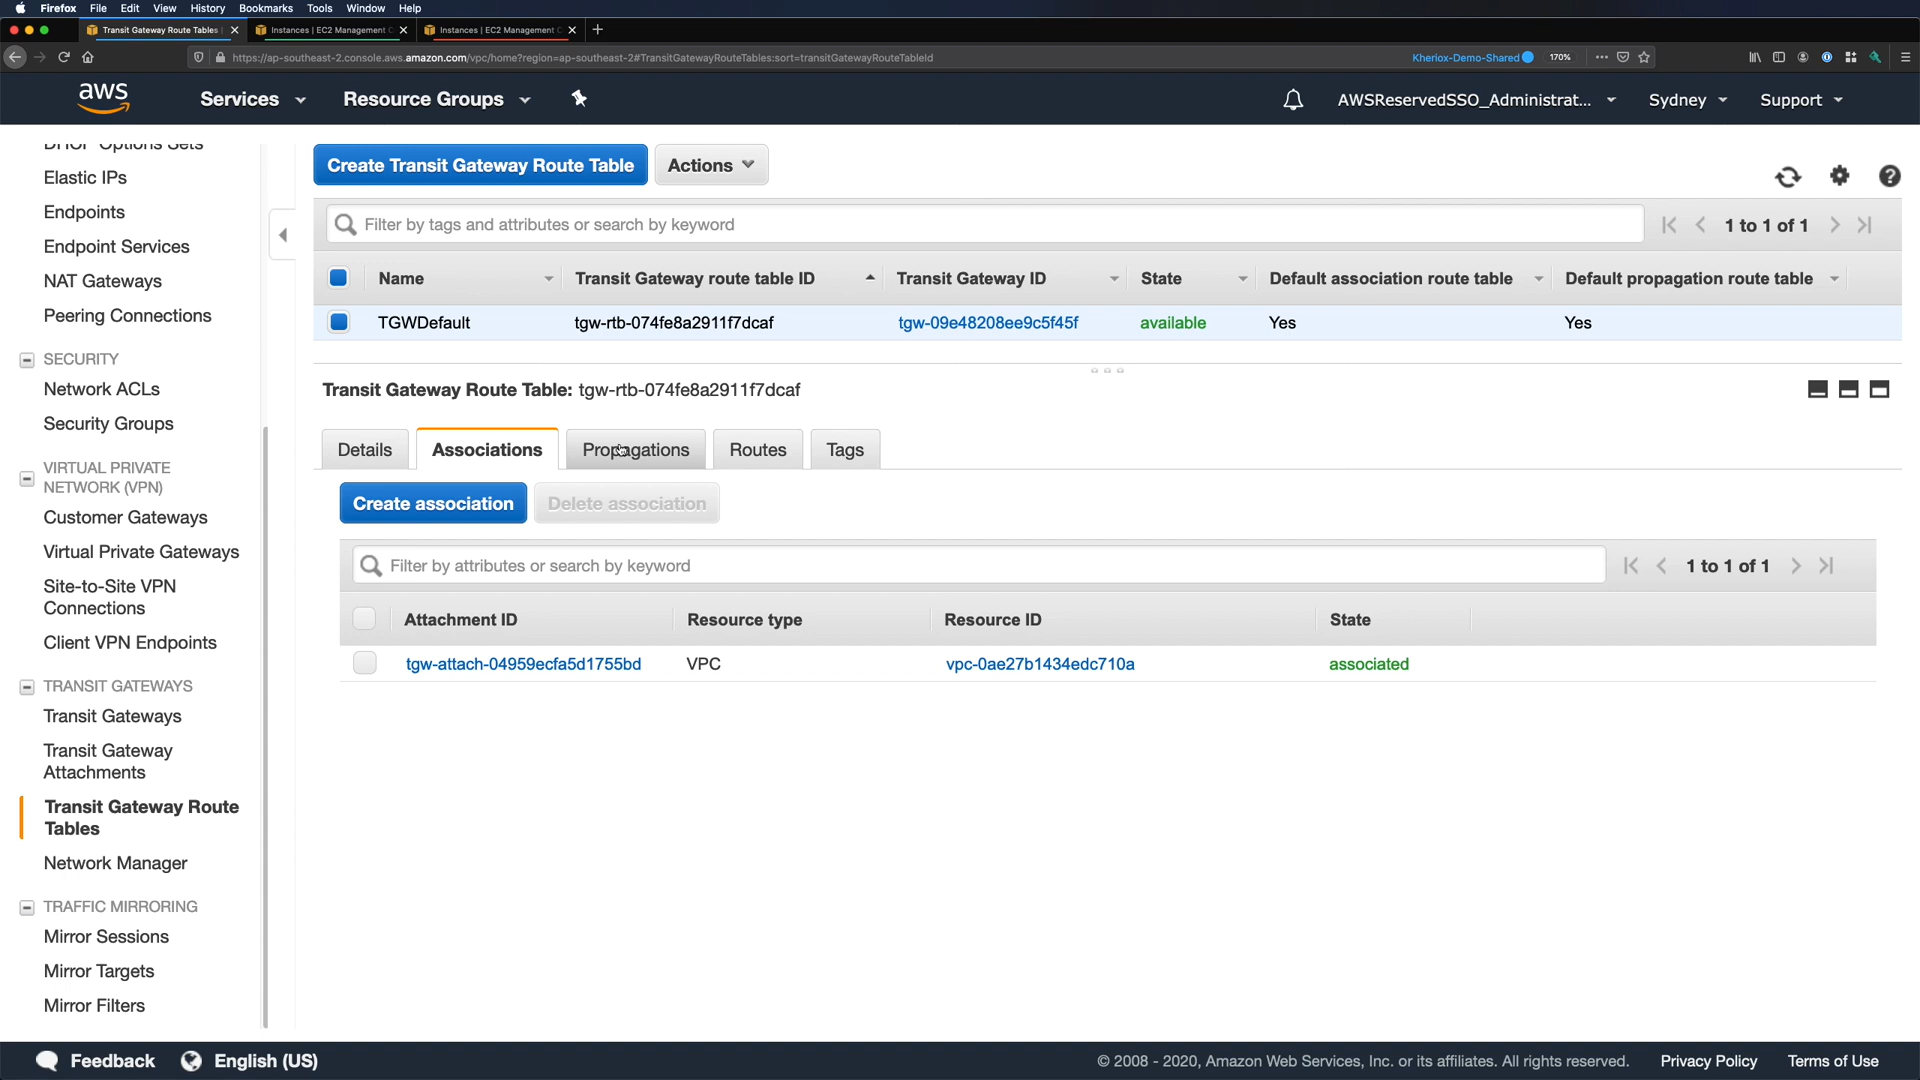 Firefox File Edit View History Bookmarks Tools Window Help
Transit Gateway Route Tables Instances | EC2 Management C Instances | EC2 Management C
https://ap-southeast-2.console.aws.amazon.com/vpc/home?region=ap-southeast-2#TransitGatewayRouteTables:sort=transitGatewayRouteTableId Kheriox-Demo-Shared 170%
aws Services Resource Groups AWSReservedSSO_Administrat... Sydney Support
DHCP Options Sets
Elastic IPs
Endpoints
Endpoint Services
NAT Gateways
Peering Connections
SECURITY
Network ACLs
Security Groups
VIRTUAL PRIVATE
NETWORK (VPN)
Customer Gateways
Virtual Private Gateways
Site-to-Site VPN
Connections
Client VPN Endpoints
TRANSIT GATEWAYS
Transit Gateways
Transit Gateway
Attachments
Transit Gateway Route
Tables
Network Manager
TRAFFIC MIRRORING
Mirror Sessions
Mirror Targets
Mirror Filters
Create Transit Gateway Route Table Actions
Filter by tags and attributes or search by keyword 1 to 1 of 1
Name Transit Gateway route table ID Transit Gateway ID State Default association route table Default propagation route table
TGWDefault tgw-rtb-074fe8a2911f7dcaf tgw-09e48208ee9c5f45f available Yes Yes
Transit Gateway Route Table: tgw-rtb-074fe8a2911f7dcaf
Details Associations Propagations Routes Tags
Create association Delete association
Filter by attributes or search by keyword 1 to 1 of 1
Attachment ID Resource type Resource ID State
tgw-attach-04959ecfa5d1755bd VPC vpc-0ae27b1434edc710a associated
Feedback English (US) © 2008 - 2020, Amazon Web Services, Inc. or its affiliates. All rights reserved. Privacy Policy Terms of Use